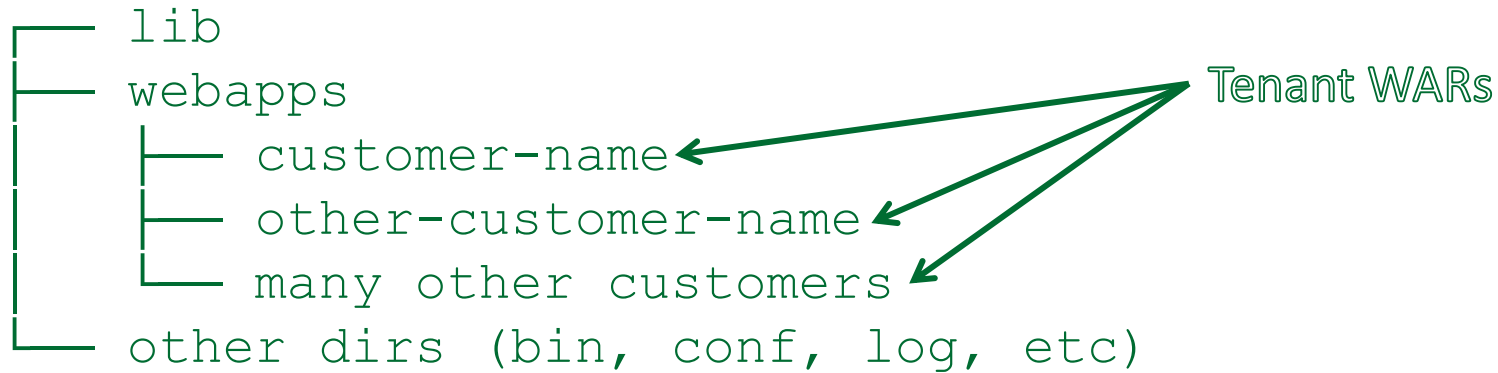 lib
webapps
Tenant WARs
customer-name
other-customer-name
many other customers
other dirs (bin, conf, log, etc)